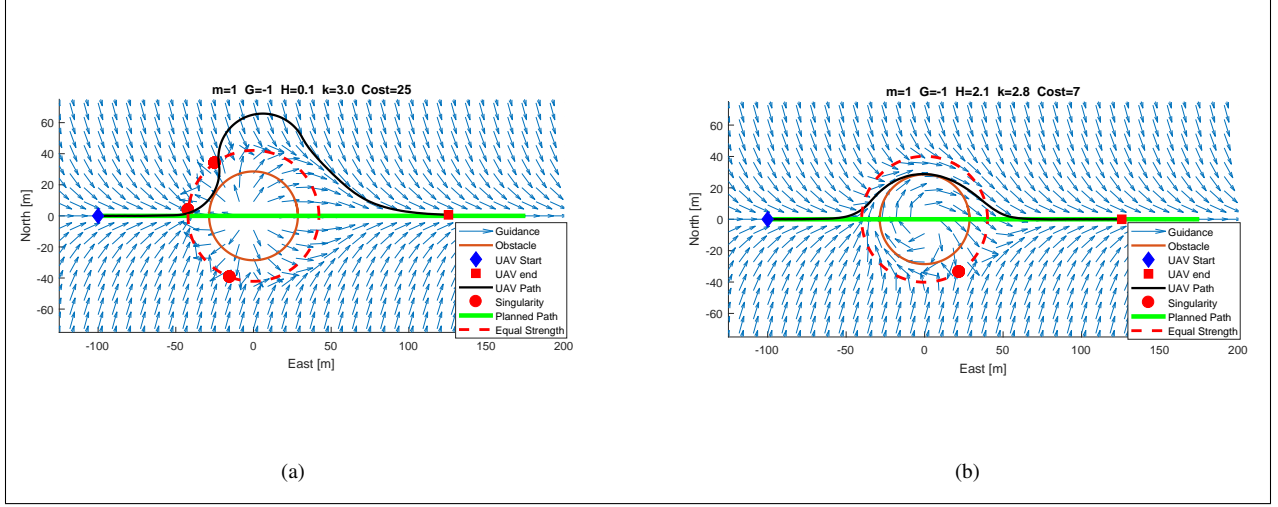 m=1 G=-1 H=0.1 k=3.0 Cost=25
North [m]
60
40
20
0
-20
-40
-60
-100
-50
0
50
100
150
200
East [m]
Guidance
Obstacle
UAV Start
UAV end
UAV Path
Singularity
Planned Path
Equal Strength
(a)
m=1 G=-1 H=2.1 k=2.8 Cost=7
North [m]
60
40
20
0
-20
-40
-60
-100
-50
0
50
100
150
200
East [m]
Guidance
Obstacle
UAV Start
UAV end
UAV Path
Singularity
Planned Path
Equal Strength
(b)